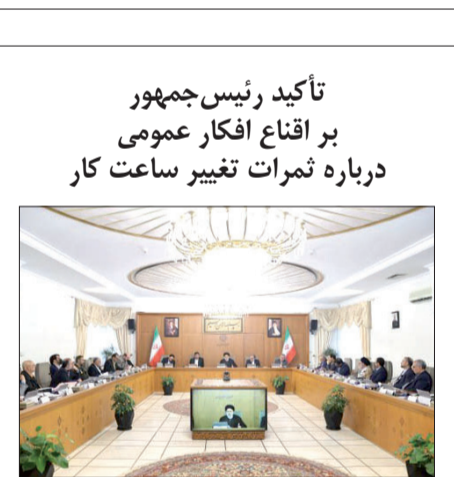 تأکید رئیس‌جمهور
بر اقناع افکار عمومی
درباره ثمرات تغییر ساعت کار